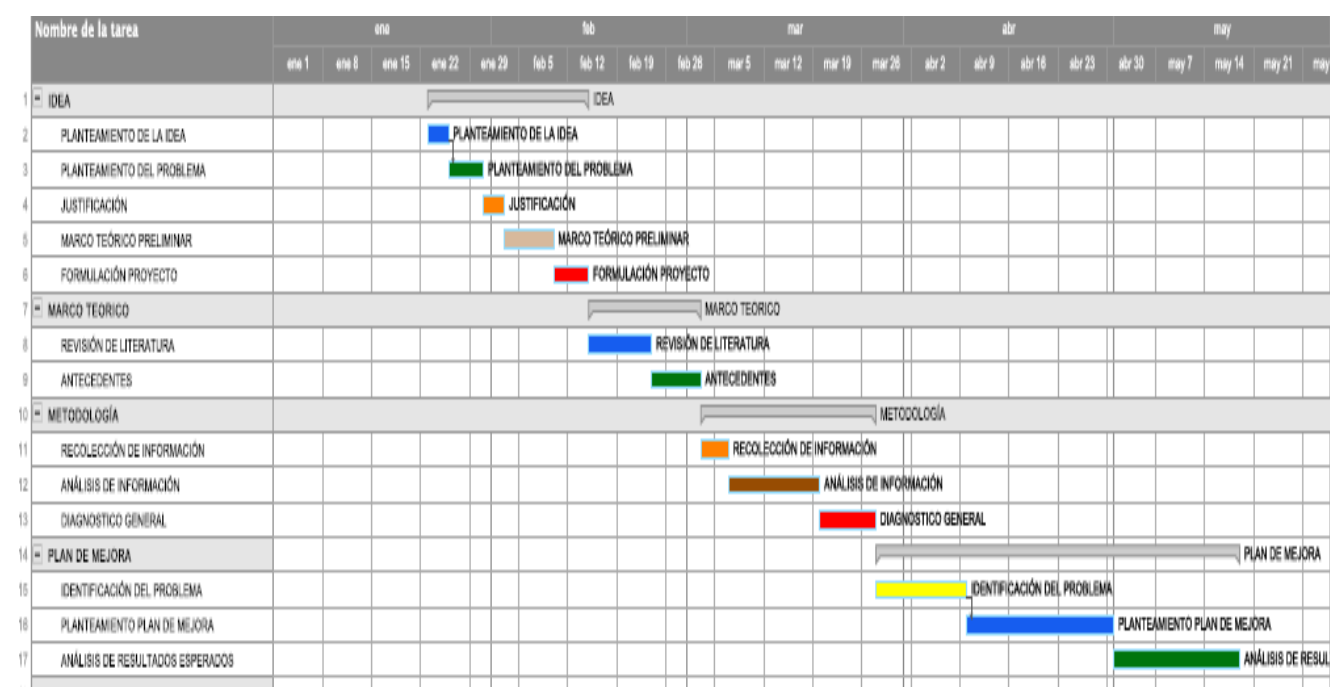 Nombre de la tarea
ene feb mar abr may
ene 1 ene 8 ene 15 ene 22 ene 29 feb 5 feb 12 feb 19 feb 26 mar 5 mar 12 mar 19 mar 26 abr 2 abr 9 abr 16 abr 23 abr 30 may 7 may 14 may 21 may
1 IDEA IDEA
2 PLANTEAMIENTO DE LA IDEA PLANTEAMIENTO DE LA IDEA
3 PLANTEAMIENTO DEL PROBLEMA PLANTEAMIENTO DEL PROBLEMA
4 JUSTIFICACIÓN JUSTIFICACIÓN
5 MARCO TEÓRICO PRELIMINAR MARCO TEÓRICO PRELIMINAR
6 FORMULACIÓN PROYECTO FORMULACIÓN PROYECTO
7 MARCO TEORICO MARCO TEORICO
8 REVISIÓN DE LITERATURA REVISIÓN DE LITERATURA
9 ANTECEDENTES ANTECEDENTES
10 METODOLOGÍA METODOLOGÍA
11 RECOLECCIÓN DE INFORMACIÓN RECOLECCIÓN DE INFORMACIÓN
12 ANÁLISIS DE INFORMACIÓN ANÁLISIS DE INFORMACIÓN
13 DIAGNOSTICO GENERAL DIAGNOSTICO GENERAL
14 PLAN DE MEJORA PLAN DE MEJORA
15 IDENTIFICACIÓN DEL PROBLEMA IDENTIFICACIÓN DEL PROBLEMA
16 PLANTEAMIENTO PLAN DE MEJORA PLANTEAMIENTO PLAN DE MEJORA
17 ANÁLISIS DE RESULTADOS ESPERADOS ANÁLISIS DE RESUL